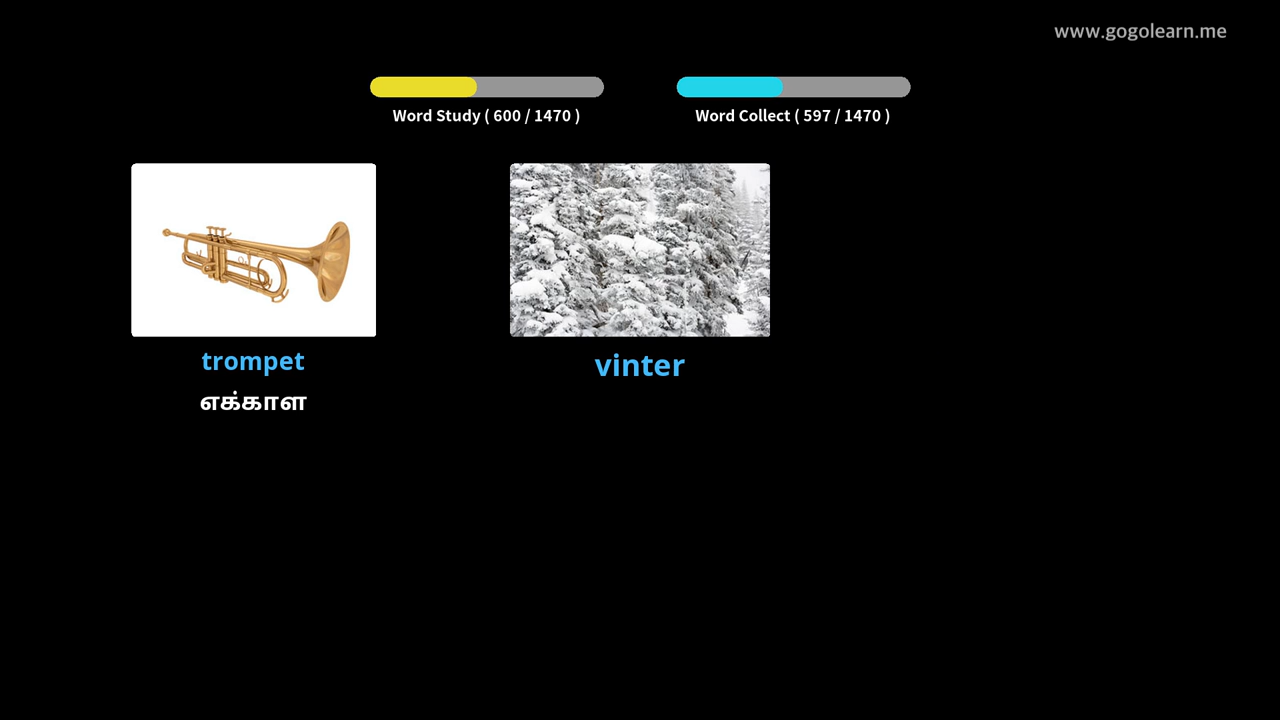 www.gogolearn.me
Word Study ( 600 / 1470 )
Word Collect ( 597 / 1470 )
trompet
எக்காள
vinter